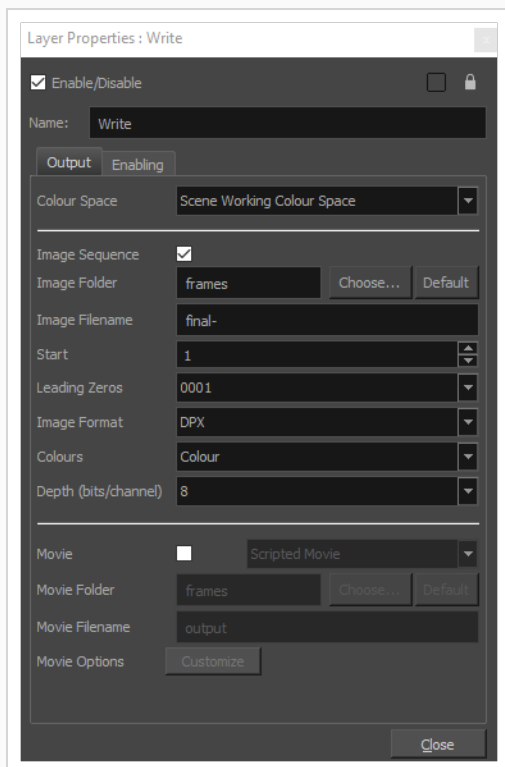 Layer Properties : Write
x
Enable/Disable
Name: Write
Output Enabling
Colour Space Scene Working Colour Space
Image Sequence
Image Folder frames Choose... Default
Image Filename final-
Start 1
Leading Zeros 0001
Image Format DPX
Colours Colour
Depth (bits/channel) 8
Movie Scripted Movie
Movie Folder frames Choose... Default
Movie Filename output
Movie Options Customize
Close